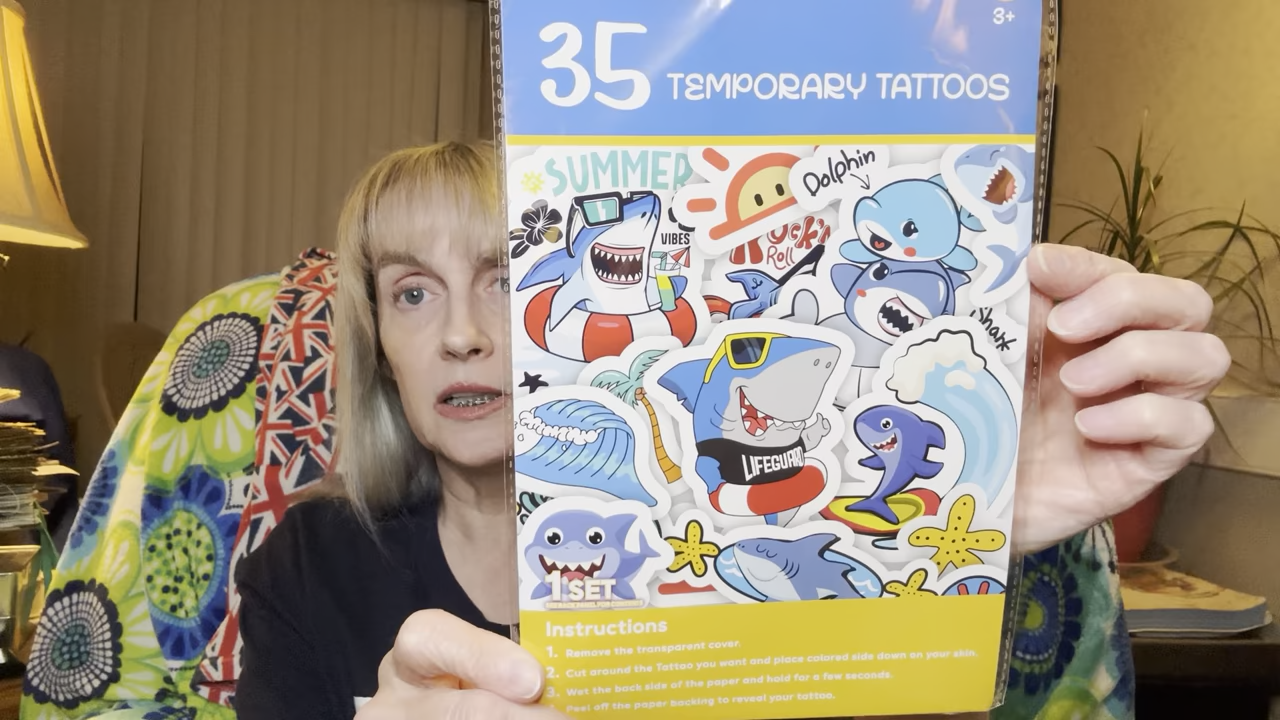 3+
35 TEMPORARY TATTOOS
SUMMER
VIBES
Dolphin
Rock'n
Roll
Shark
LIFEGUARD
1 SET
Instructions
1. Remove the transparent cover.
2. Cut around the Tattoo you want and place colored side down on your skin.
3. Wet the back side of the paper and hold for a few seconds.
Peel off the paper backing to reveal your tattoo.